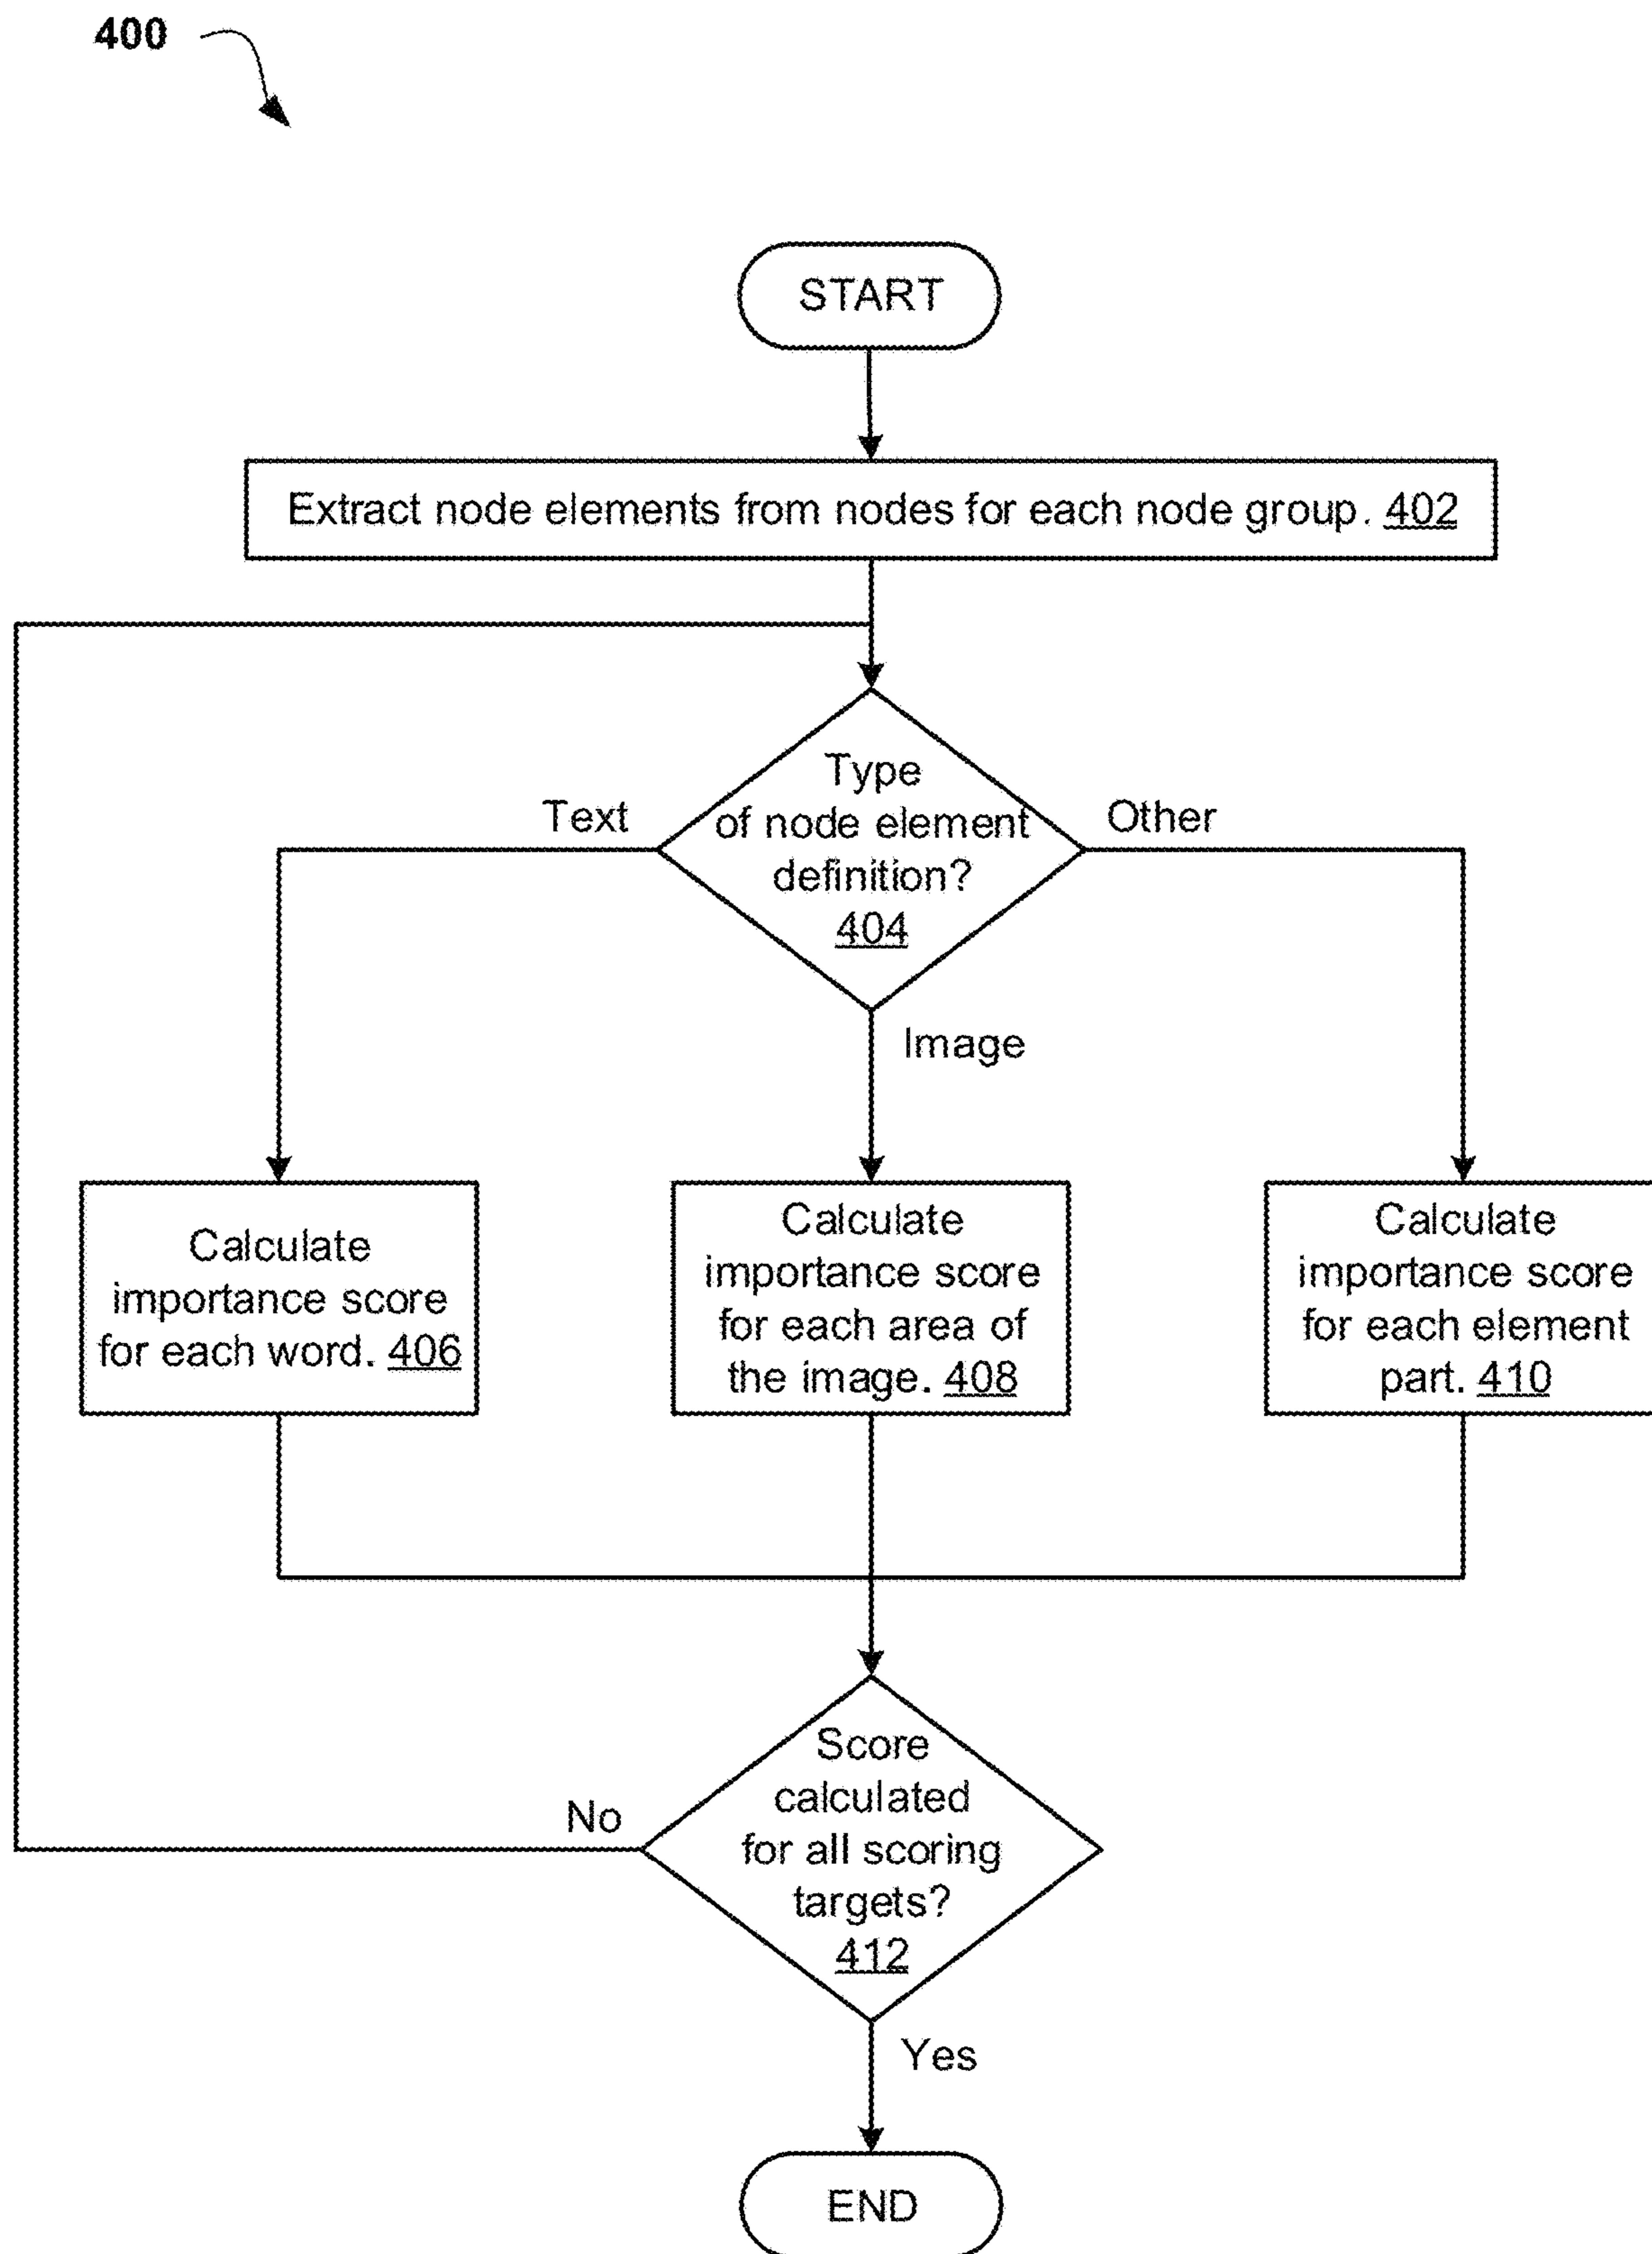 400
START
Extract node elements from nodes for each node group. 402
Type
of node element
definition?
404
Text
Other
Image
Calculate
importance score
for each word. 406
Calculate
importance score
for each area of
the image. 408
Calculate
importance score
for each element
part. 410
Score
calculated
for all scoring
targets?
412
No
Yes
END